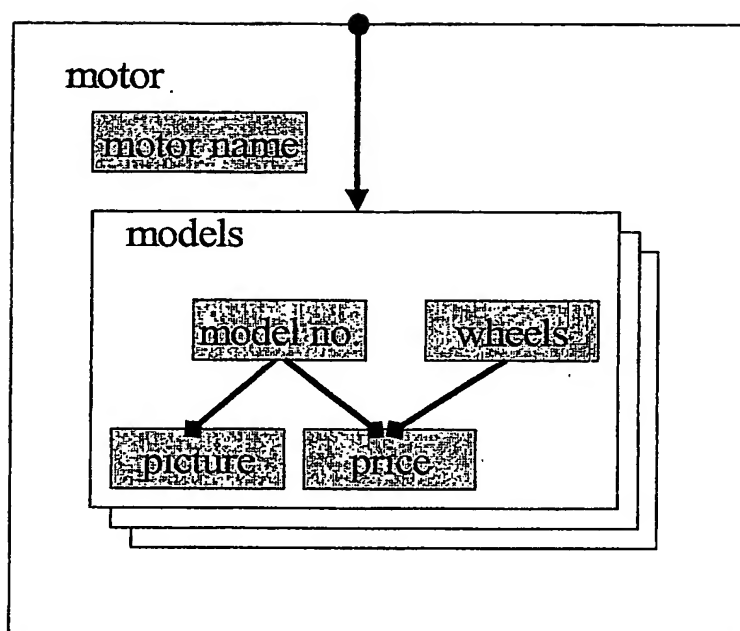 motor
motor name
models
model no
wheels
picture
price